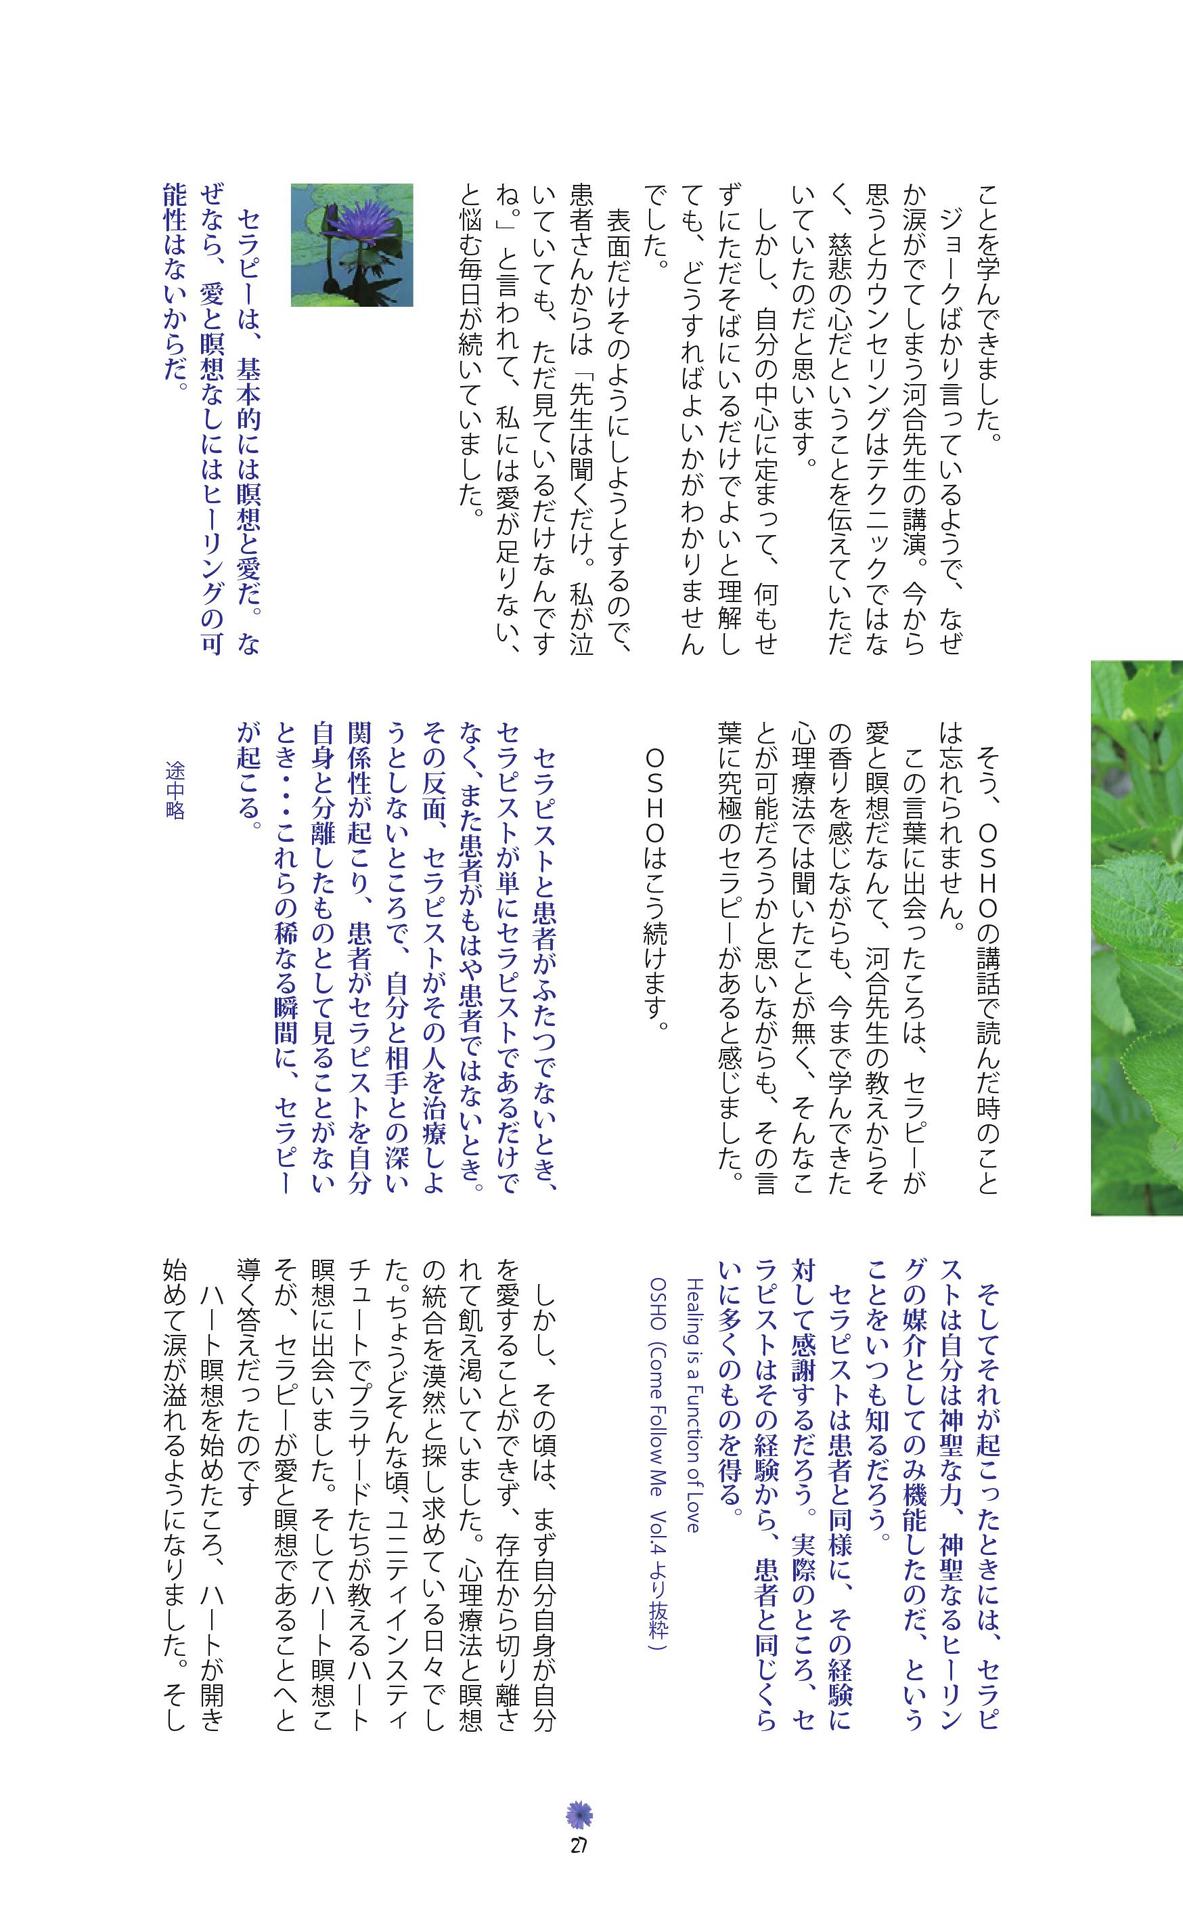 ことを学んできました。
　ジョークばかり言っているようで、なぜ
か涙がでてしまう河合先生の講演。今から
思うとカウンセリングはテクニックではな
く、慈悲の心だということを伝えていただ
いていたのだと思います。
　しかし、自分の中心に定まって、何もせ
ずにただそばにいるだけでよいと理解し
ても、どうすればよいかがわかりません
でした。
　表面だけそのようにしようとするので、
患者さんからは「先生は聞くだけ。私が泣
いていても、ただ見ているだけなんです
ね。」と言われて、私には愛が足りない、
と悩む毎日が続いていました。
　セラピーは、基本的には瞑想と愛だ。な
ぜなら、愛と瞑想なしにはヒーリングの可
能性はないからだ。
　そう、ＯＳＨＯの講話で読んだ時のこと
は忘れられません。
　この言葉に出会ったころは、セラピーが
愛と瞑想だなんて、河合先生の教えからそ
の香りを感じながらも、今まで学んできた
心理療法では聞いたことが無く、そんなこ
とが可能だろうかと思いながらも、その言
葉に究極のセラピーがあると感じました。
　ＯＳＨＯはこう続けます。
　セラピストと患者がふたつでないとき、
セラピストが単にセラピストであるだけで
なく、また患者がもはや患者ではないとき。
その反面、セラピストがその人を治療しよ
うとしないところで、自分と相手との深い
関係性が起こり、患者がセラピストを自分
自身と分離したものとして見ることがない
とき・・・これらの稀なる瞬間に、セラピー
が起こる。
途中略
　そしてそれが起こったときには、セラピ
ストは自分は神聖な力、神聖なるヒーリン
グの媒介としてのみ機能したのだ、という
ことをいつも知るだろう。
　セラピストは患者と同様に、その経験に
対して感謝するだろう。実際のところ、セ
ラピストはその経験から、患者と同じくら
いに多くのものを得る。
Healing is a Function of Love
OSHO (Come Follow Me Vol.4 より抜粋 )
　しかし、その頃は、まず自分自身が自分
を愛することができず、存在から切り離さ
れて飢え渇いていました。心理療法と瞑想
の統合を漠然と探し求めている日々でし
た。ちょうどそんな頃、ユニティインスティ
チュートでプラサードたちが教えるハート
瞑想に出会いました。そしてハート瞑想こ
そが、セラピーが愛と瞑想であることへと
導く答えだったのです
　ハート瞑想を始めたころ、ハートが開き
始めて涙が溢れるようになりました。そし
27